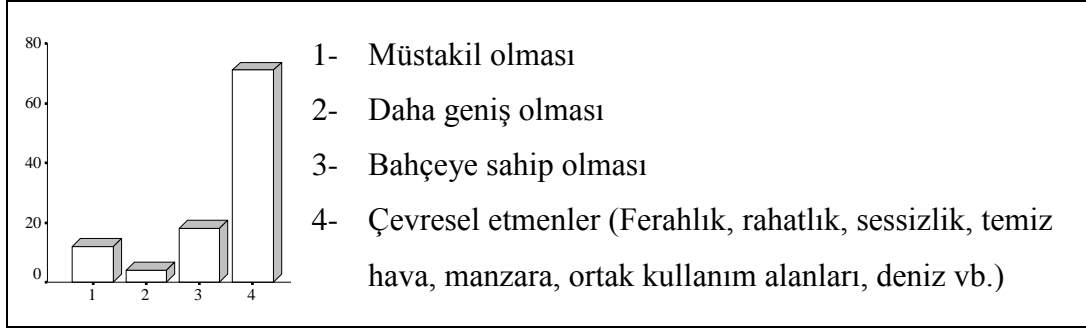 80
60
40
20
0
1 2 3 4
1- Müstakil olması
2- Daha geniş olması
3- Bahçeye sahip olması
4- Çevresel etmenler (Ferahlık, rahatlık, sessizlik, temiz
hava, manzara, ortak kullanım alanları, deniz vb.)